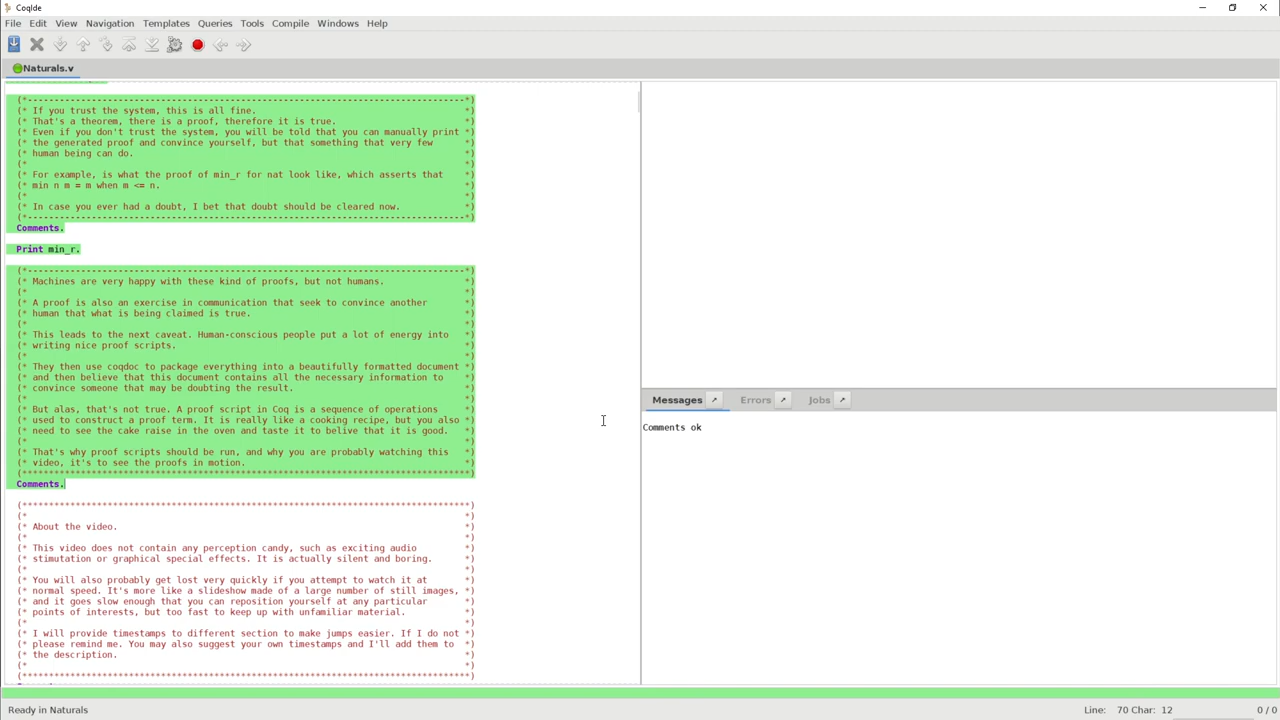 CoqIde
File Edit View Navigation Templates Queries Tools Compile Windows Help
Naturals.v
(*-----------------------------------------------------------------------------------*)
(* If you trust the system, this is all fine. *)
(* That's a theorem, there is a proof, therefore it is true. *)
(* Even if you don't trust the system, you will be told that you can manually print *)
(* the generated proof and convince yourself, but that something that very few *)
(* human being can do. *)
(* *)
(* For example, is what the proof of min_r for nat look like, which asserts that *)
(* min n m = m when m <= n. *)
(* *)
(* In case you ever had a doubt, I bet that doubt should be cleared now. *)
(*-----------------------------------------------------------------------------------*)
Comments.
Print min_r.
(*-----------------------------------------------------------------------------------*)
(* Machines are very happy with these kind of proofs, but not humans. *)
(* *)
(* A proof is also an exercise in communication that seek to convince another *)
(* human that what is being claimed is true. *)
(* *)
(* This leads to the next caveat. Human-conscious people put a lot of energy into *)
(* writing nice proof scripts. *)
(* *)
(* They then use coqdoc to package everything into a beautifully formatted document *)
(* and then believe that this document contains all the necessary information to *)
(* convince someone that may be doubting the result. *)
(* *)
(* But alas, that's not true. A proof script in Coq is a sequence of operations *)
(* used to construct a proof term. It is really like a cooking recipe, but you also *)
(* need to see the cake raise in the oven and taste it to belive that it is good. *)
(* *)
(* That's why proof scripts should be run, and why you are probably watching this *)
(* video, it's to see the proofs in motion. *)
(***********************************************************************************)
Comments.
(***********************************************************************************)
(* *)
(* About the video. *)
(* *)
(* This video does not contain any perception candy, such as exciting audio *)
(* stimutation or graphical special effects. It is actually silent and boring. *)
(* *)
(* You will also probably get lost very quickly if you attempt to watch it at *)
(* normal speed. It's more like a slideshow made of a large number of still images, *)
(* and it goes slow enough that you can reposition yourself at any particular *)
(* points of interests, but too fast to keep up with unfamiliar material. *)
(* *)
(* I will provide timestamps to different section to make jumps easier. If I do not *)
(* please remind me. You may also suggest your own timestamps and I'll add them to *)
(* the description. *)
(* *)
(***********************************************************************************)
Messages Errors Jobs
Comments ok
Ready in Naturals
Line: 70 Char: 12 0 / 0